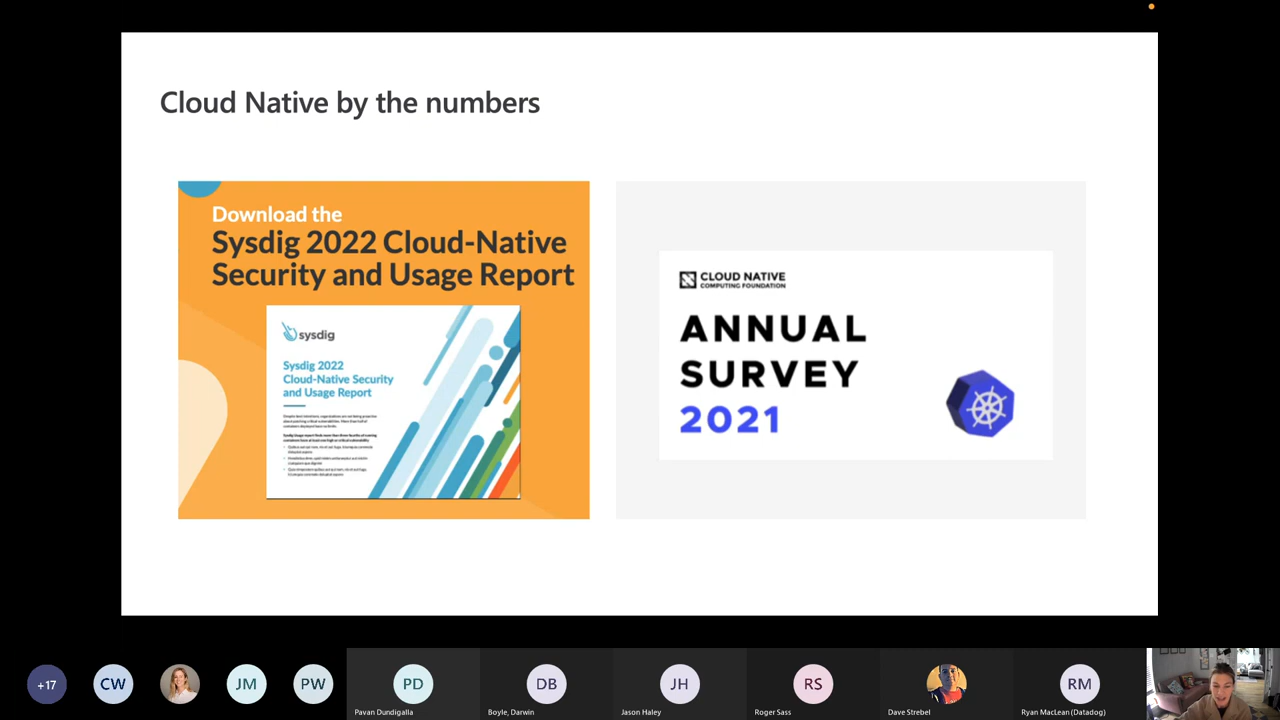 Cloud Native by the numbers
Download the
Sysdig 2022 Cloud-Native
Security and Usage Report
sysdig
Sysdig 2022
Cloud-Native Security
and Usage Report
CLOUD NATIVE
COMPUTING FOUNDATION
ANNUAL
SURVEY
2021
+17
CW
JM
PW
PD
Pavan Dundigalla
DB
Boyle, Darwin
JH
Jason Haley
RS
Roger Sass
Dave Strebel
RM
Ryan MacLean (Datadog)